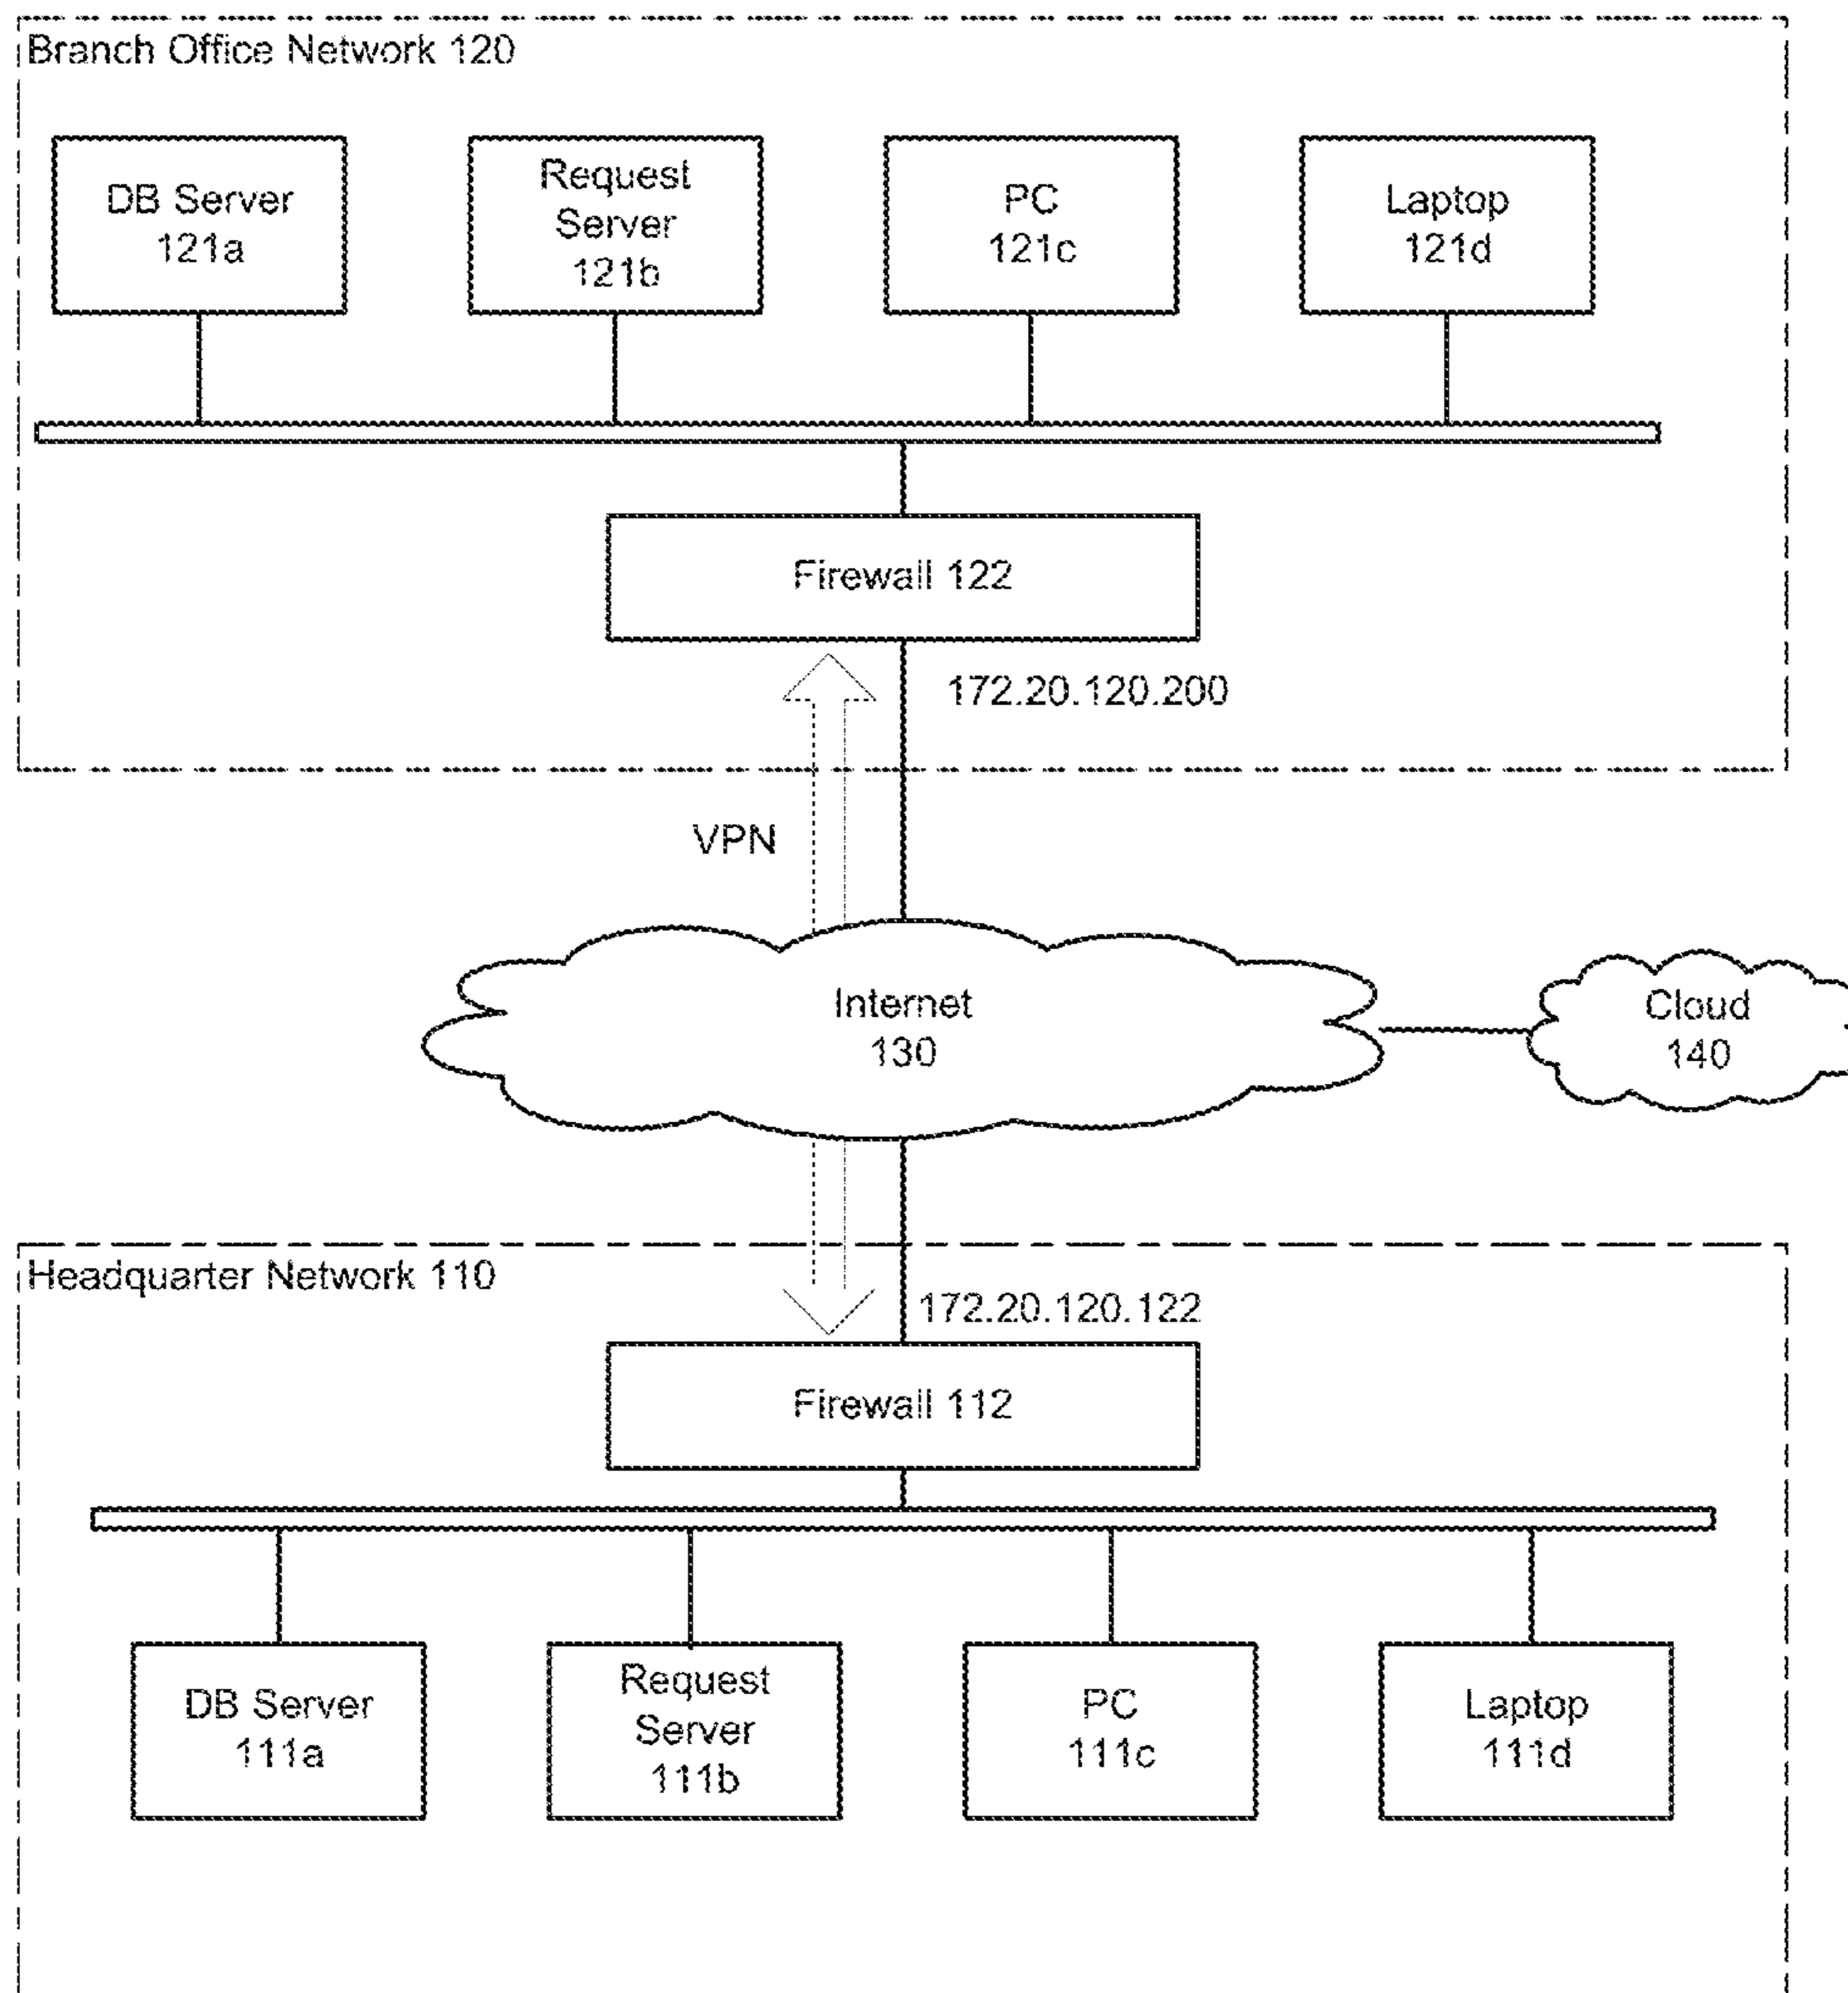 Branch Office Network 120
DB Server
121a
Request
Server
121b
PC
121c
Laptop
121d
Firewall 122
172.20.120.200
VPN
Internet
130
Cloud
140
Headquarter Network 110
172.20.120.122
Firewall 112
DB Server
111a
Request
Server
111b
PC
111c
Laptop
111d